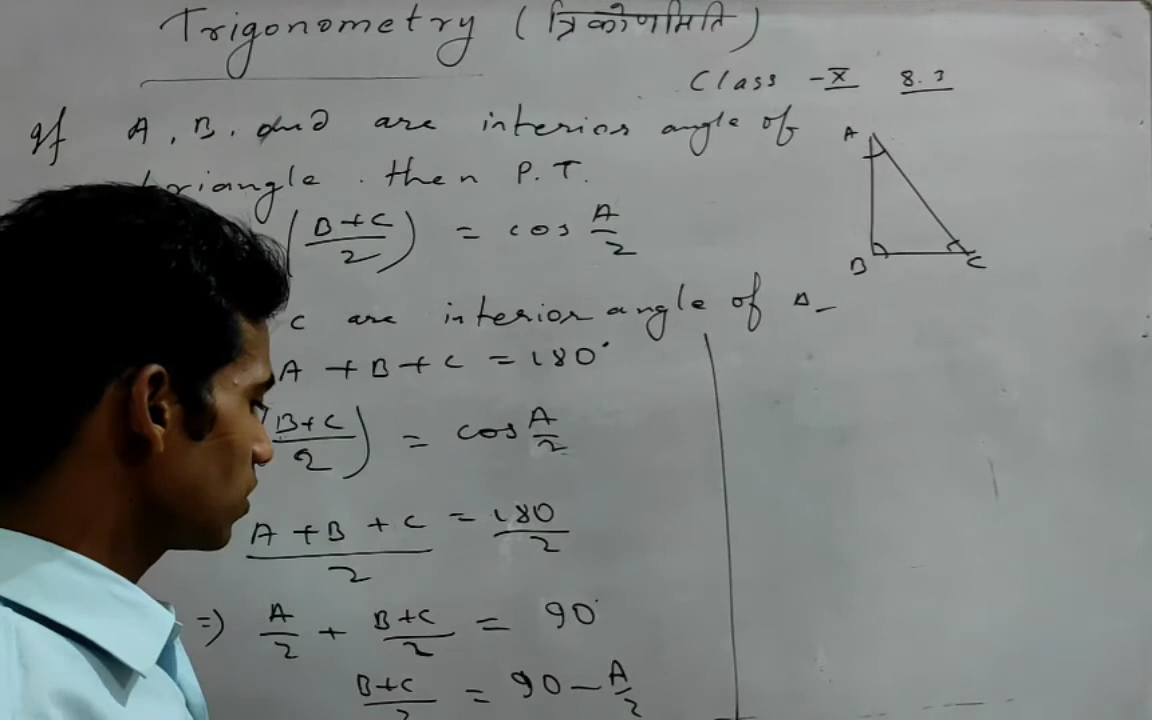 Trigonometry (त्रिकोणमिति)
Class - X 8.3
If A, B, and are interior angle of
triangle. then P.T.
(B+C/2) = cos A/2
A
B
C
C are interior angle of Δ
A + B + C = 180°
B+C/2) = cos A/2
A + B + C/2 = 180/2
=> A/2 + B+C/2 = 90°
B+C/2 = 90 - A/2